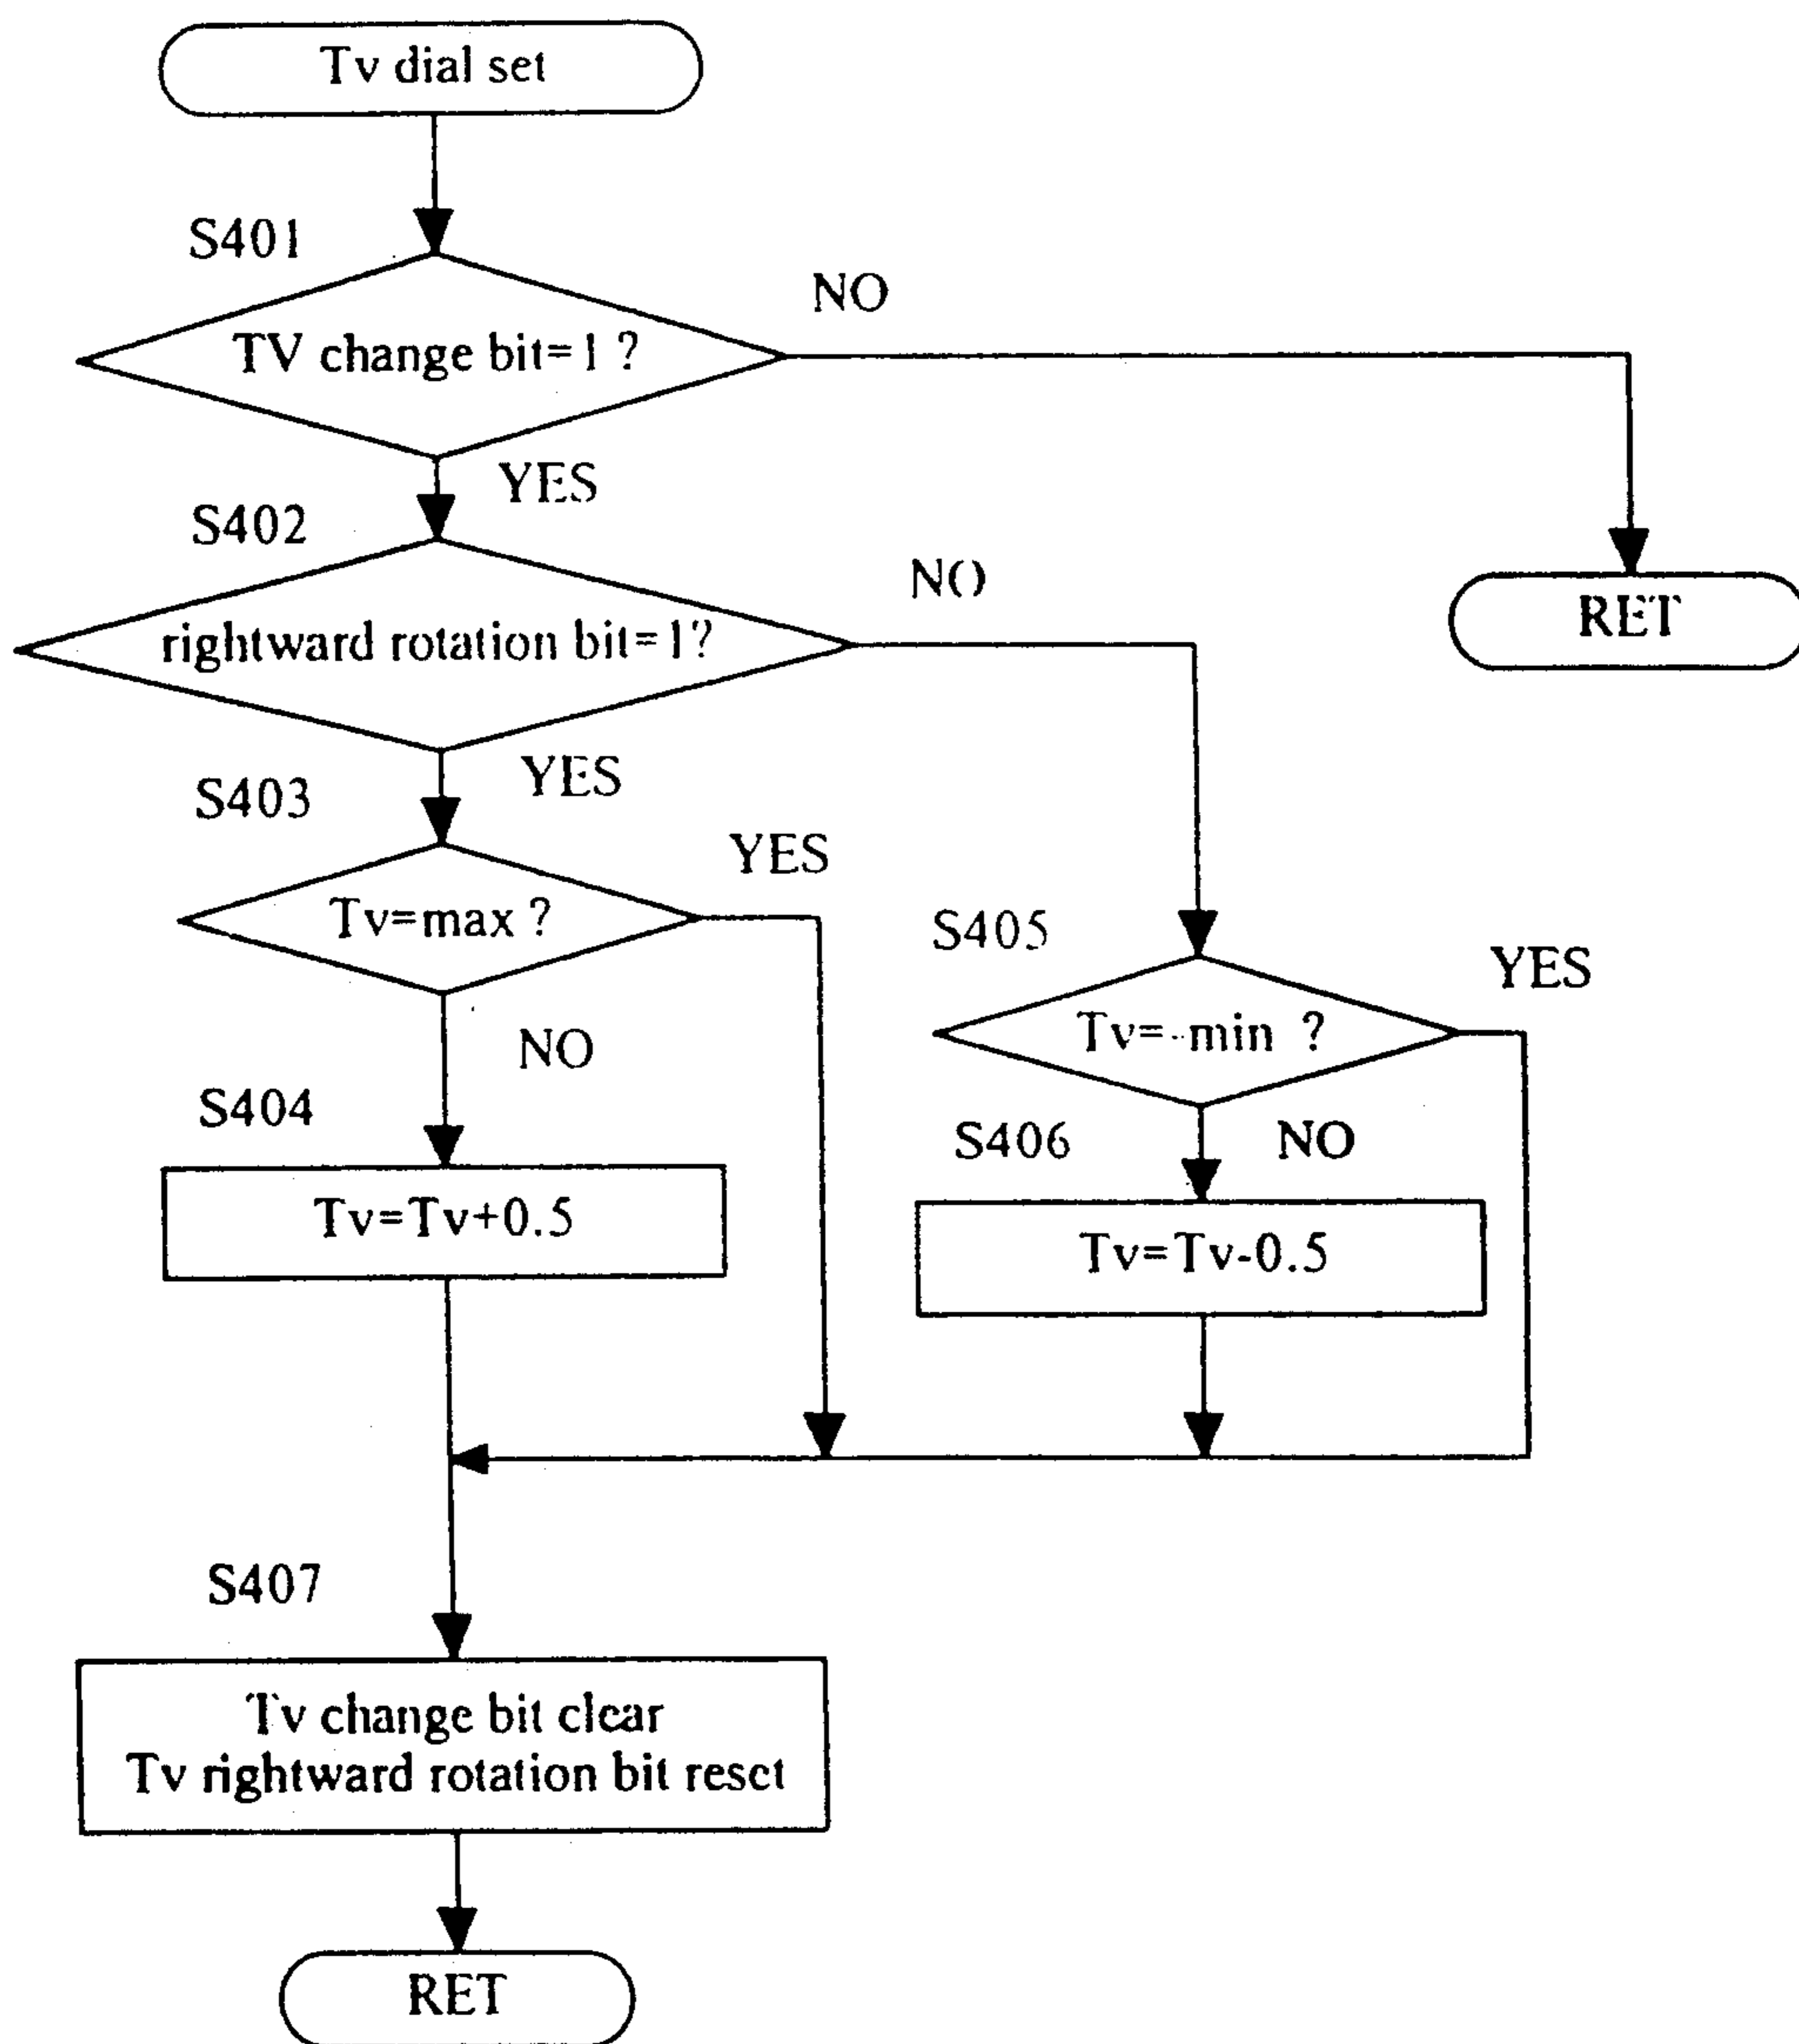 Tv dial set
S401
NO
TV change bit=1 ?
YES
S402
NO
RET
rightward rotation bit=1?
YES
S403
YES
Tv=max ?
S405
YES
Tv=-min ?
NO
S404
S406
NO
Tv=Tv+0.5
Tv=Tv-0.5
S407
Tv change bit clear
Tv rightward rotation bit reset
RET